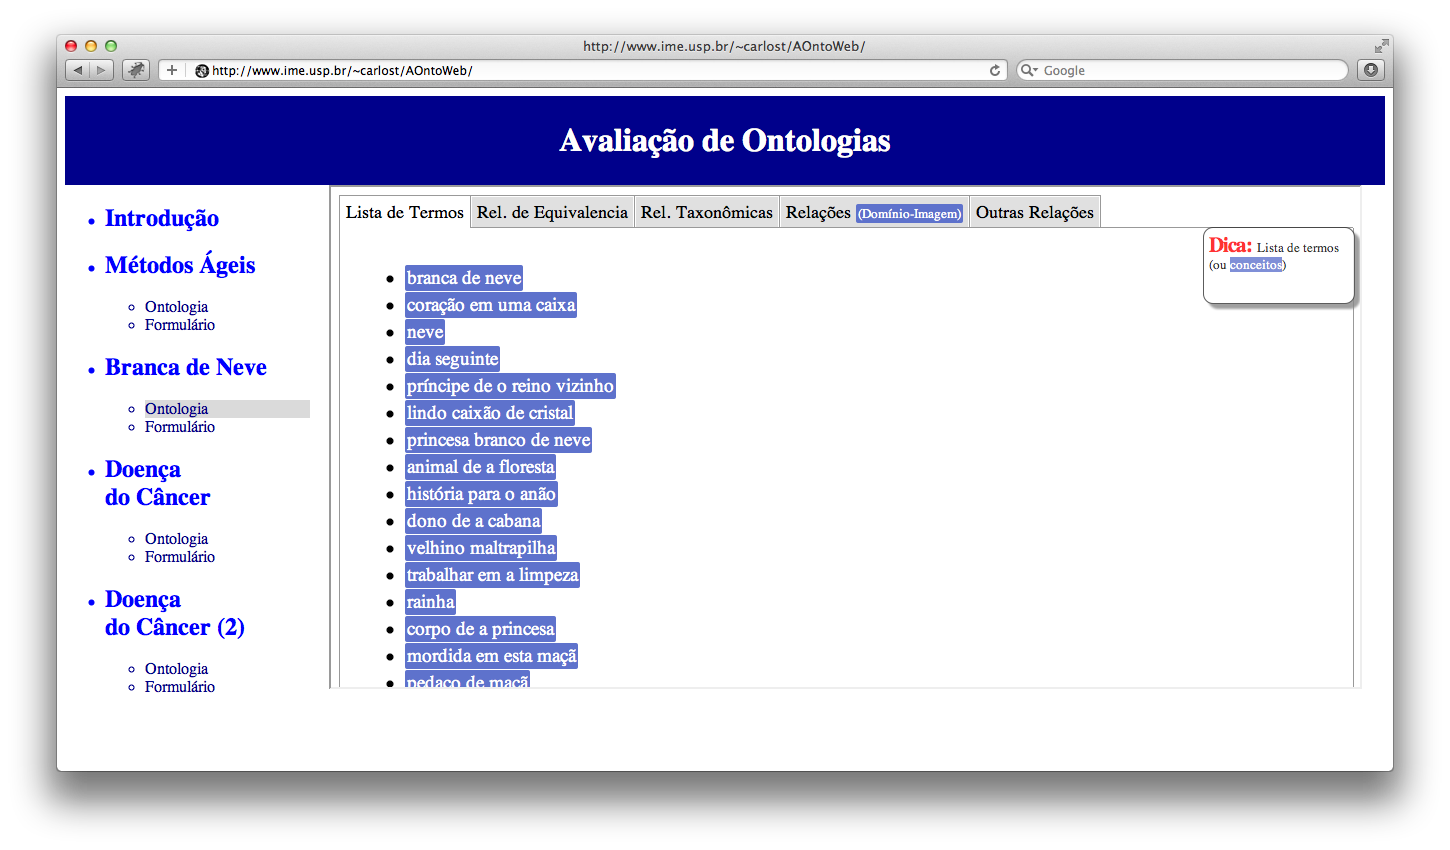 http://www.ime.usp.br/~carlost/AOntoWeb/
http://www.ime.usp.br/~carlost/AOntoWeb/
Google
Avaliação de Ontologias
Introdução
Métodos Ágeis
Ontologia
Formulário
Branca de Neve
Ontologia
Formulário
Doença
do Câncer
Ontologia
Formulário
Doença
do Câncer (2)
Ontologia
Formulário
Lista de Termos
Rel. de Equivalencia
Rel. Taxonômicas
Relações (Domínio-Imagem)
Outras Relações
Dica: Lista de termos
(ou conceitos)
branca de neve
coração em uma caixa
neve
dia seguinte
príncipe de o reino vizinho
lindo caixão de cristal
princesa branco de neve
animal de a floresta
história para o anão
dono de a cabana
velhino maltrapilha
trabalhar em a limpeza
rainha
corpo de a princesa
mordida em esta maçã
pedaço de maçã